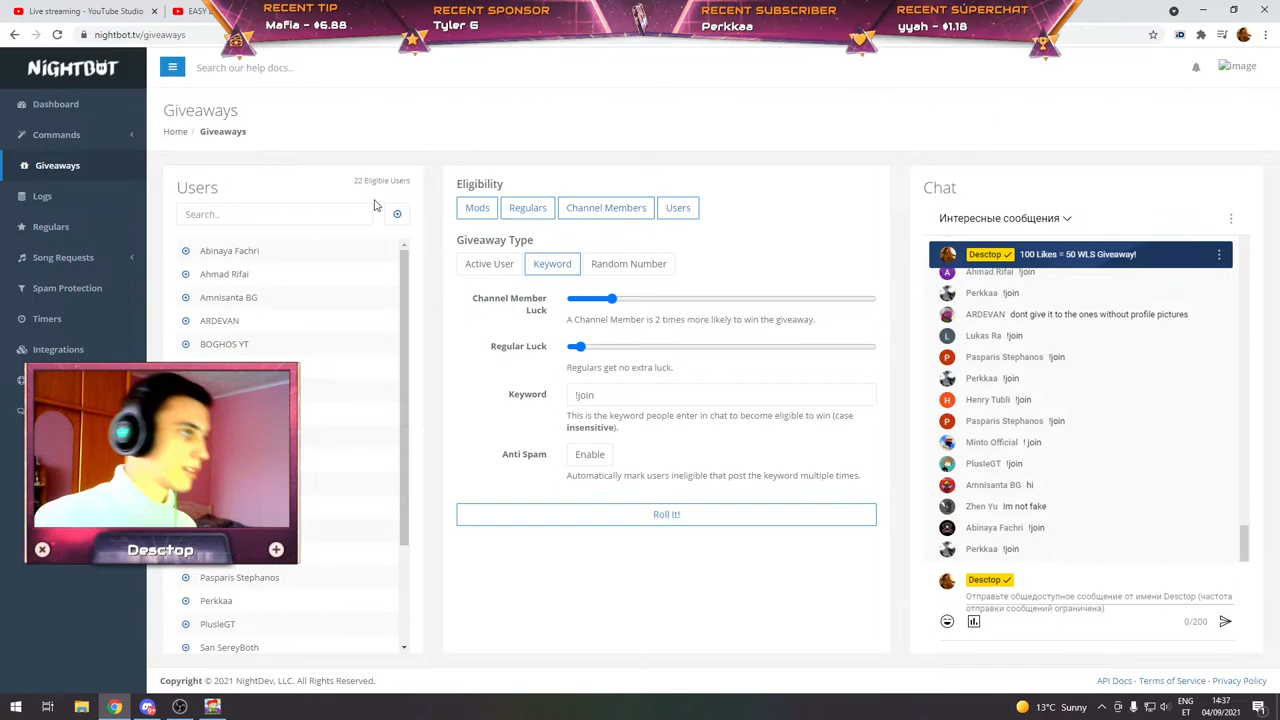 RECENT TIP
MaFia - $6.88
RECENT SPONSOR
Tyler G
RECENT SUBSCRIBER
Perkkaa
RECENT SUPERCHAT
yyah - $1.18
YouTube
EASY
nightbot.tv/giveaways
NIGHTBOT
Search our help docs..
image
Dashboard
Commands
Giveaways
Logs
Regulars
Song Requests
Spam Protection
Timers
Integrations
Giveaways
Home / Giveaways
Users
22 Eligible Users
Search..
Abinaya Fachri
Ahmad Rifai
Amnisanta BG
ARDEVAN
BOGHOS YT
Pasparis Stephanos
Perkkaa
PlusleGT
San SereyBoth
Desctop
Eligibility
Mods
Regulars
Channel Members
Users
Giveaway Type
Active User
Keyword
Random Number
Channel Member
Luck
A Channel Member is 2 times more likely to win the giveaway.
Regular Luck
Regulars get no extra luck.
Keyword
!join
This is the keyword people enter in chat to become eligible to win (case
insensitive).
Anti Spam
Enable
Automatically mark users ineligible that post the keyword multiple times.
Roll It!
Chat
Интересные сообщения
Desctop 100 Likes = 50 WLS Giveaway!
A Ahmad Rifai !join
Perkkaa !join
ARDEVAN dont give it to the ones without profile pictures
L Lukas Ra !join
P Pasparis Stephanos !join
Perkkaa !join
H Henry Tubli !join
P Pasparis Stephanos !join
Minto Official ! join
PlusleGT !join
Amnisanta BG hi
Zhen Yu Im not fake
Abinaya Fachri !join
Perkkaa !join
Desctop
Отправьте общедоступное сообщение от имени Desctop (частота
отправки сообщений ограничена)
0/200
Copyright © 2021 NightDev, LLC. All Rights Reserved.
API Docs - Terms of Service - Privacy Policy
13°C Sunny
ENG
ET
14:37
04/09/2021